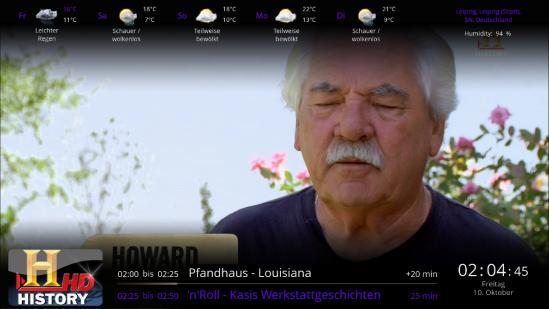 Fr 16°C 11°C Sa 18°C 7°C So 18°C 10°C Mo 22°C 13°C Di 21°C 9°C
Leipzig, Leipzig (Stadt),
SN, Deutschland
Leichter Regen
Schauer / wolkenlos
Teilweise bewölkt
Teilweise bewölkt
Schauer / wolkenlos
Humidity: 94 %
H
HOWARD
H
HD
HISTORY
02:00 bis 02:25 Pfandhaus - Louisiana +20 min
02:25 bis 02:50 'n'Roll - Kasis Werkstattgeschichten 25 min
02:04:45
Freitag
10. Oktober